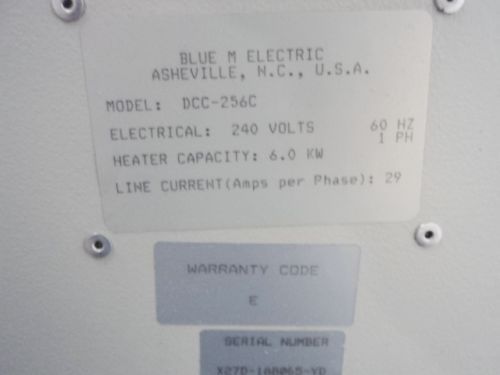 BLUE M ELECTRIC
ASHEVILLE, N.C., U.S.A.
MODEL: DCC-256C
ELECTRICAL: 240 VOLTS 60 HZ
1 PH
HEATER CAPACITY: 6.0 KW
LINE CURRENT(Amps per Phase): 29
WARRANTY CODE
E
SERIAL NUMBER